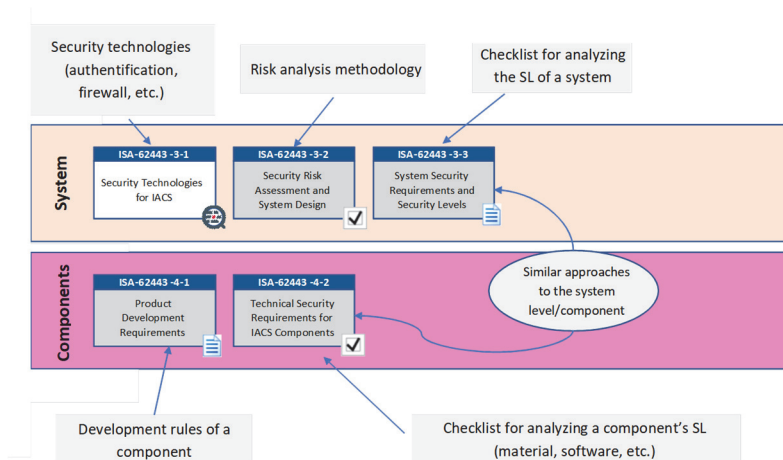 Security technologies
(authentification,
firewall, etc.)
Risk analysis methodology
Checklist for analyzing
the SL of a system
System
ISA-62443 -3-1
Security Technologies
for IACS
ISA-62443 -3-2
Security Risk
Assessment and
System Design
ISA-62443 -3-3
System Security
Requirements and
Security Levels
Similar approaches
to the system
level/component
Components
ISA-62443 -4-1
Product
Development
Requirements
ISA-62443 -4-2
Technical Security
Requirements for
IACS Components
Development rules of a
component
Checklist for analyzing a component's SL
(material, software, etc.)